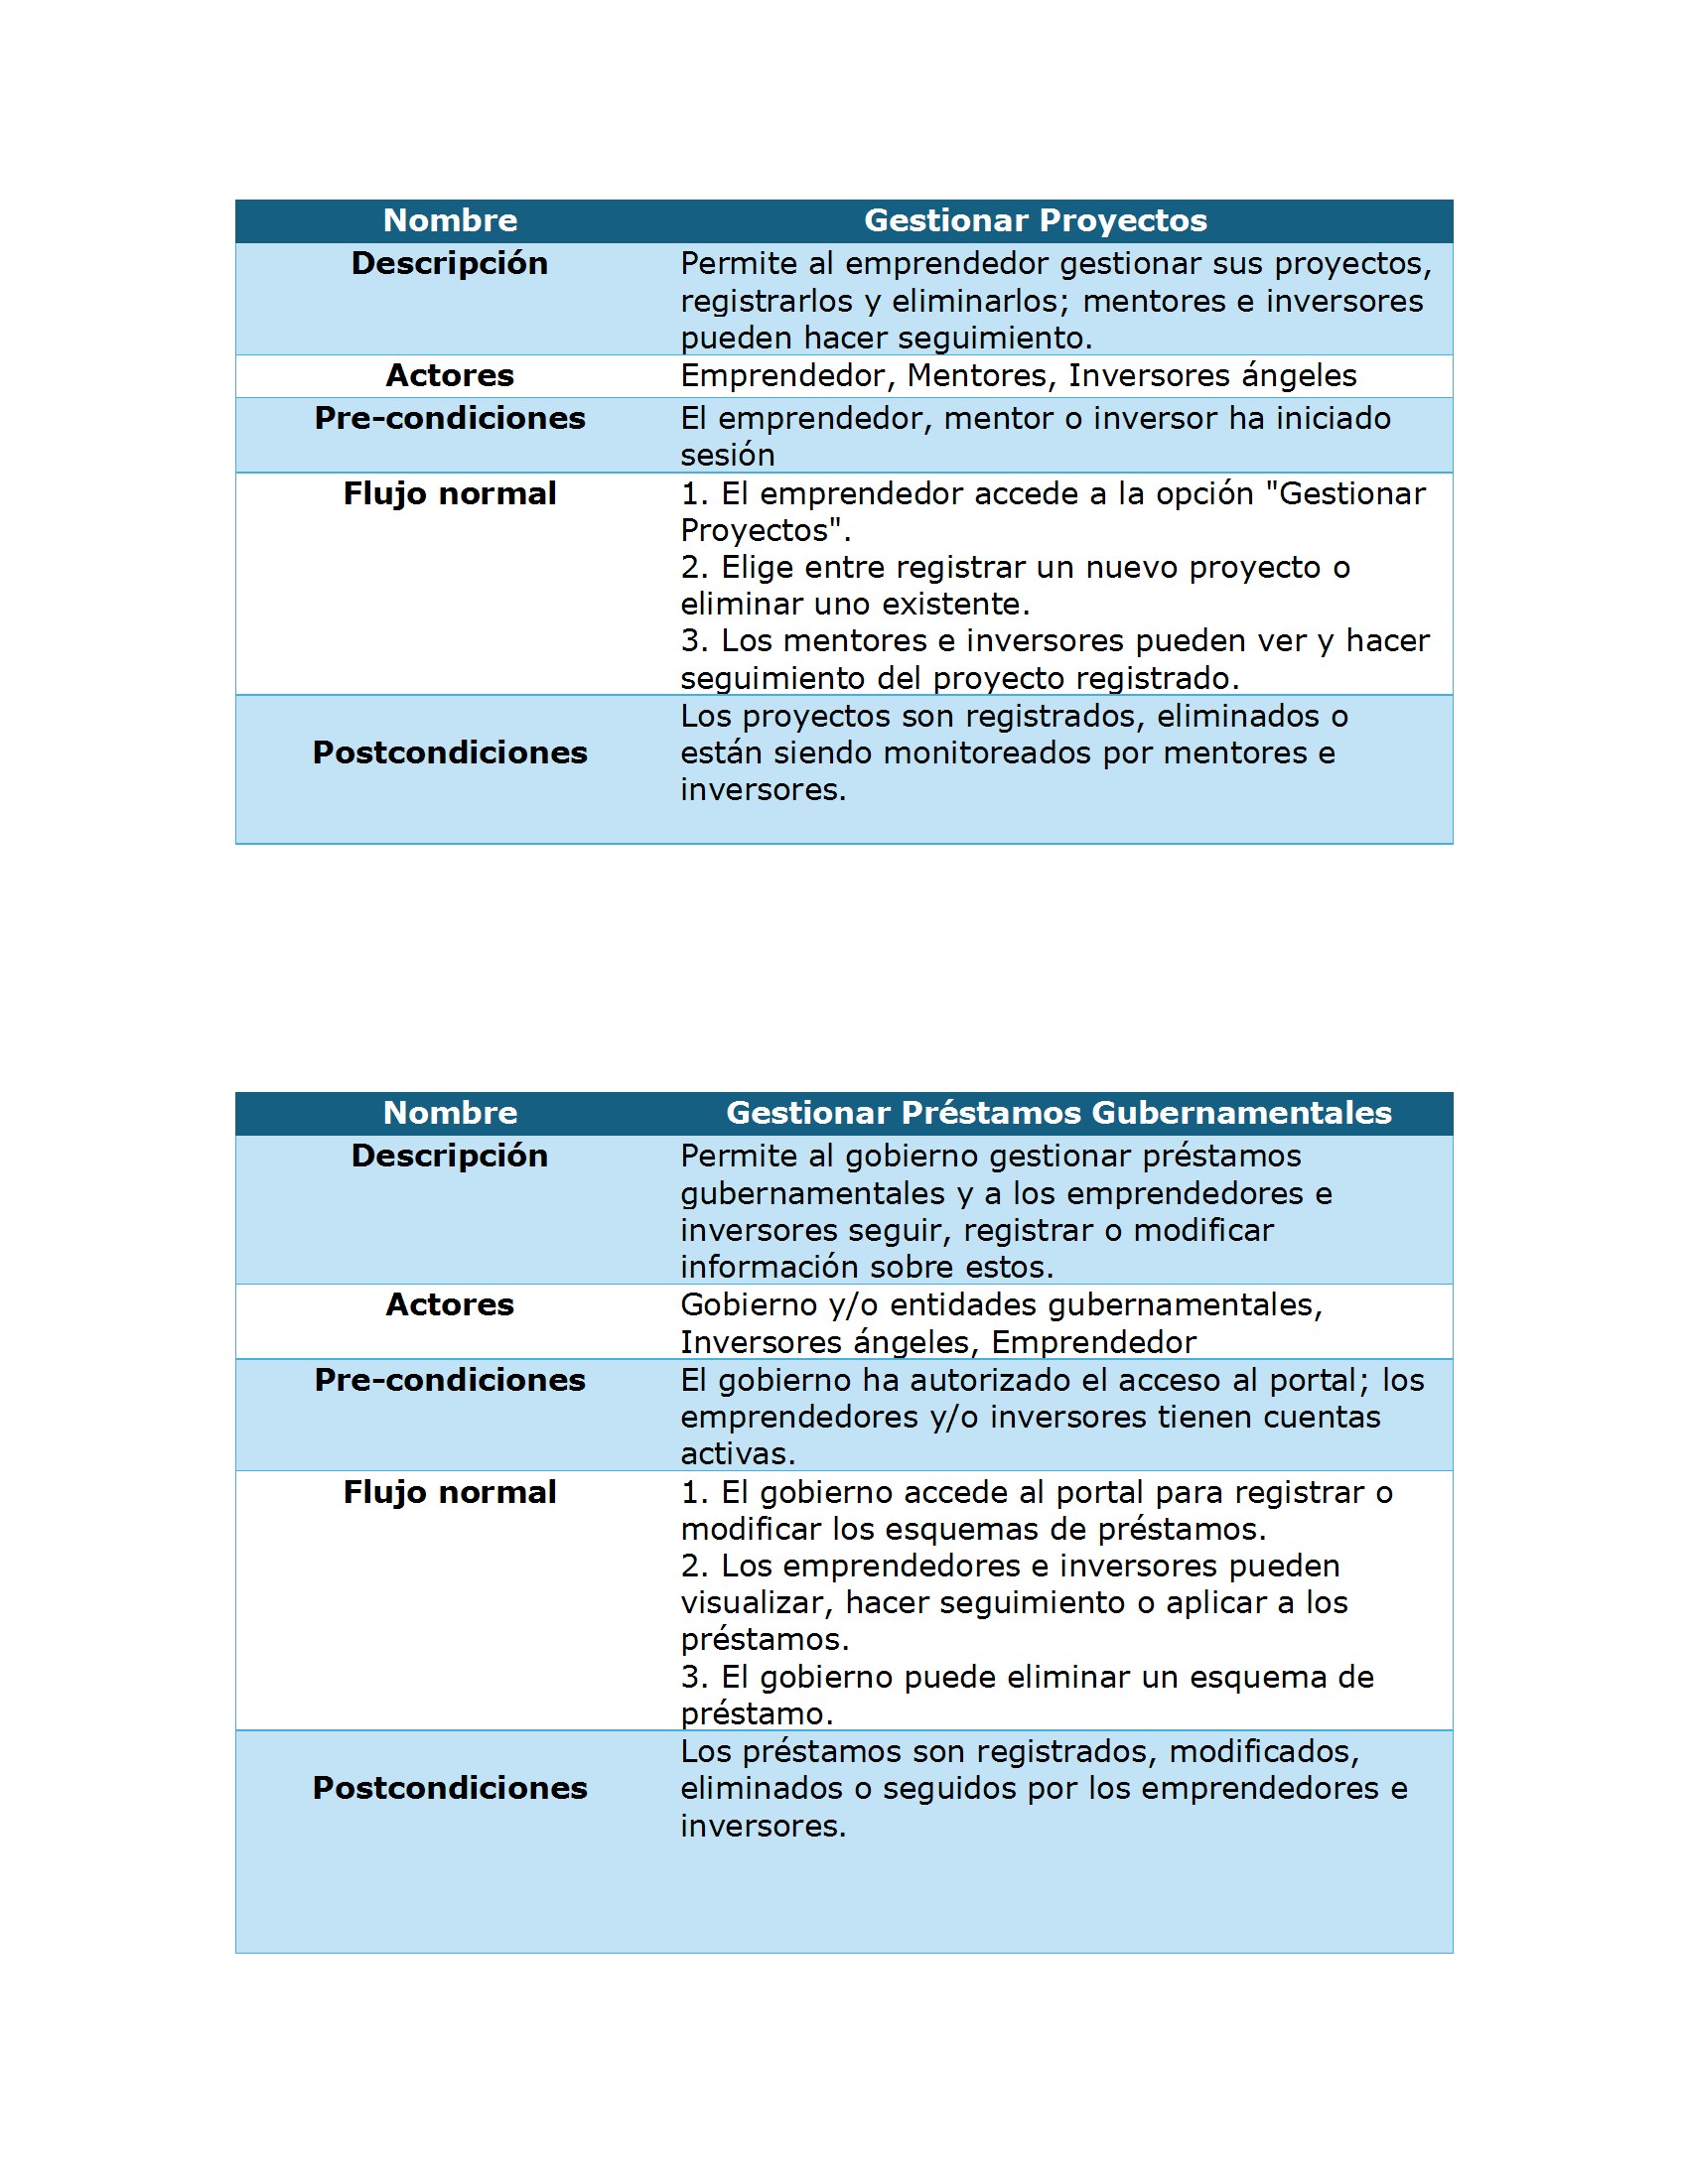 Nombre Gestionar Proyectos
Descripción Permite al emprendedor gestionar sus proyectos,
registrarlos y eliminarlos; mentores e inversores
pueden hacer seguimiento.
Actores Emprendedor, Mentores, Inversores ángeles
Pre-condiciones El emprendedor, mentor o inversor ha iniciado
sesión
Flujo normal 1. El emprendedor accede a la opción "Gestionar
Proyectos".
2. Elige entre registrar un nuevo proyecto o
eliminar uno existente.
3. Los mentores e inversores pueden ver y hacer
seguimiento del proyecto registrado.
Los proyectos son registrados, eliminados o
Postcondiciones están siendo monitoreados por mentores e
inversores.
Nombre Gestionar Préstamos Gubernamentales
Descripción Permite al gobierno gestionar préstamos
gubernamentales y a los emprendedores e
inversores seguir, registrar o modificar
información sobre estos.
Actores Gobierno y/o entidades gubernamentales,
Inversores ángeles, Emprendedor
Pre-condiciones El gobierno ha autorizado el acceso al portal; los
emprendedores y/o inversores tienen cuentas
activas.
Flujo normal 1. El gobierno accede al portal para registrar o
modificar los esquemas de préstamos.
2. Los emprendedores e inversores pueden
visualizar, hacer seguimiento o aplicar a los
préstamos.
3. El gobierno puede eliminar un esquema de
préstamo.
Los préstamos son registrados, modificados,
Postcondiciones eliminados o seguidos por los emprendedores e
inversores.